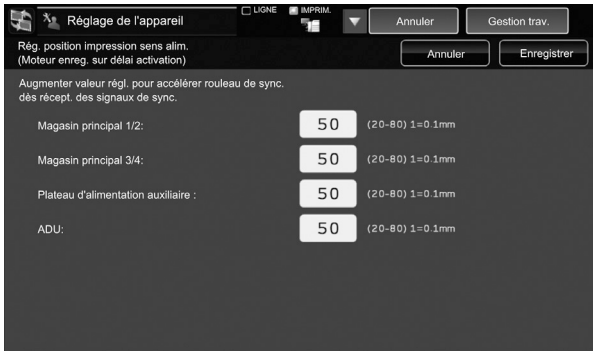 Réglage de l'appareil
LIGNE
IMPRIM.
Annuler
Gestion trav.
Rég. position impression sens alim.
(Moteur enreg. sur délai activation)
Annuler
Enregistrer
Augmenter valeur régl. pour accélérer rouleau de sync.
dès récept. des signaux de sync.
Magasin principal 1/2: 50 (20-80) 1=0.1mm
Magasin principal 3/4: 50 (20-80) 1=0.1mm
Plateau d'alimentation auxiliaire : 50 (20-80) 1=0.1mm
ADU: 50 (20-80) 1=0.1mm